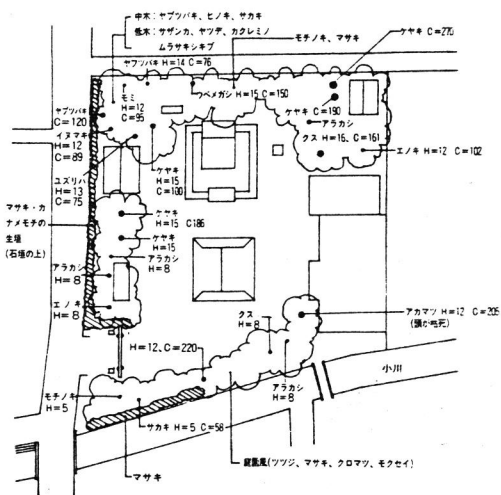 中木:ヤブツバキ、ヒノキ、サカキ
低木:サザンカ、ヤツデ、カクレミノ
ムラサキシキブ
モチノキ、マサキ
ケヤキ C=270
ヤブツバキ H=14 C=76
モミ
H=12
C=95
ウバメガシ H=15 C=150
ケヤキ C=190
アラカシ
クス H=16、C=161
エノキ H=12 C=102
ヤブツバキ
C=120
イヌマキ
H=12
C=89
ユズリハ
H=13
C=75
ケヤキ
H=15
C=100
マサキ・カ
ナメモチの
生垣
(石垣の上)
ケヤキ
H=15 C186
ケヤキ
H=15
アラカシ
H=8
アラカシ
H=8
エノキ
H=8
クス
H=8
アカマツ H=12 C=205
H=12、C=220
アラカシ
H=8
小川
モチノキ
H=5
サカキ H=5 C=58
マサキ
庭園風(ツツジ、マサキ、クロマツ、モクセイ)